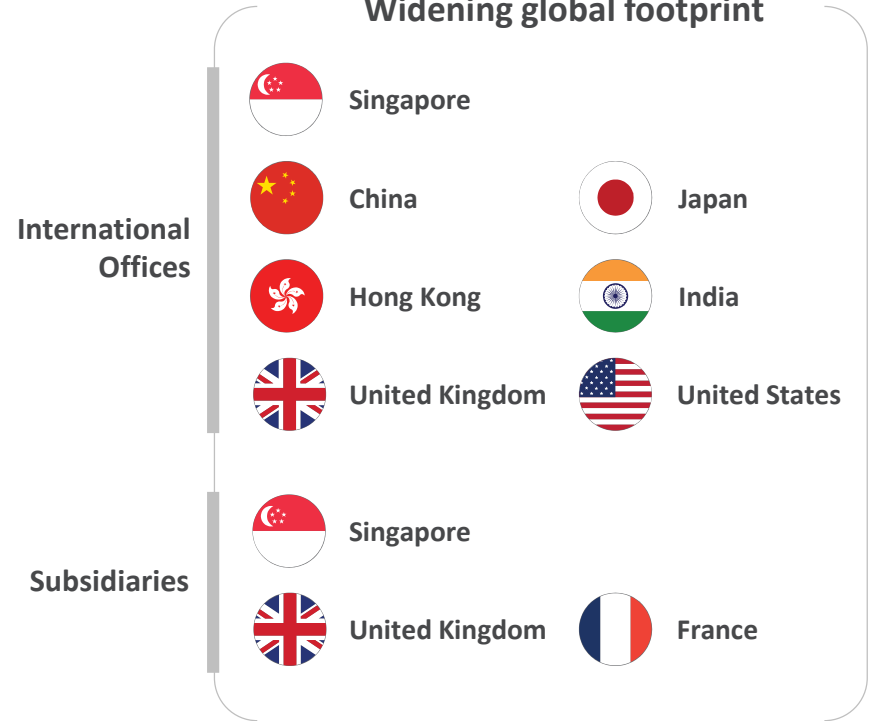 Widening global footprint
International
Offices
Singapore
China
Japan
Hong Kong
India
United Kingdom
United States
Subsidiaries
Singapore
United Kingdom
France